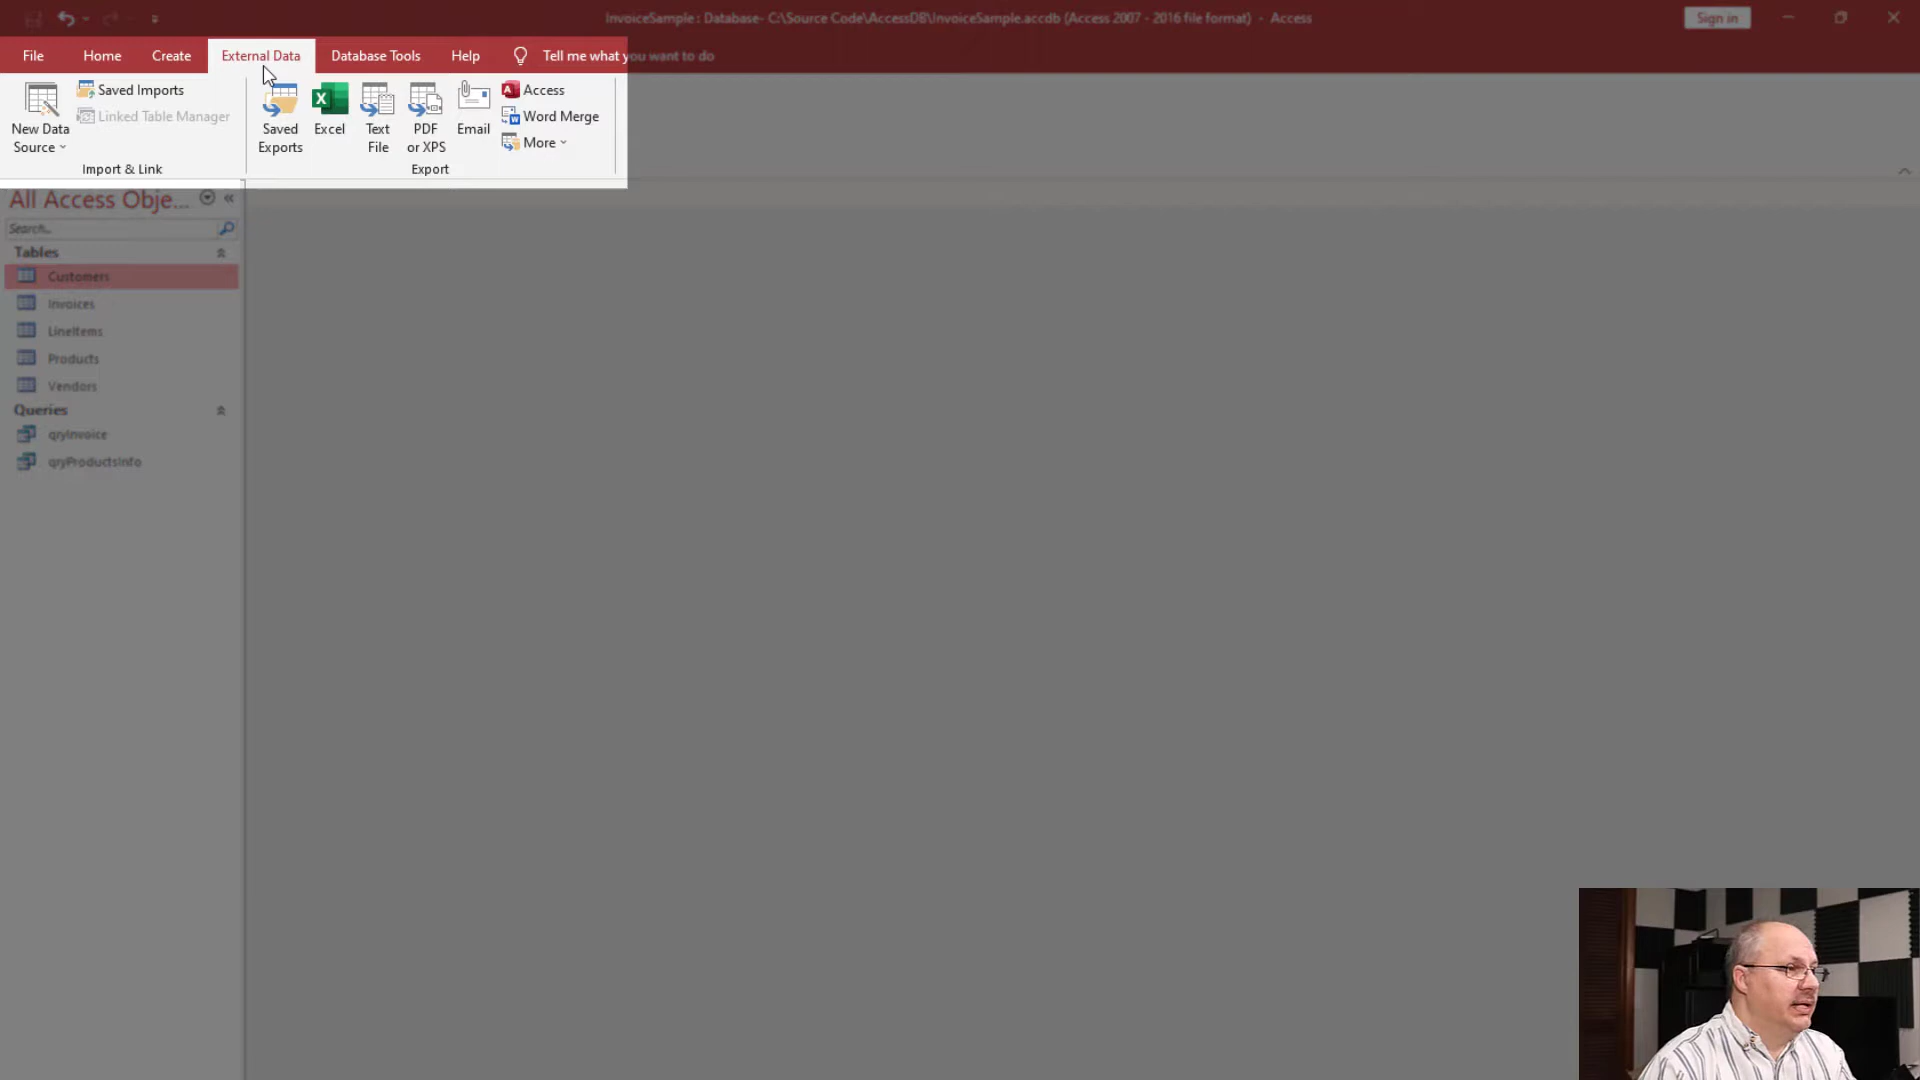 InvoiceSample : Database- C:\Source Code\AccessDB\InvoiceSample.accdb (Access 2007 - 2016 file format) - Access
Sign in
File Home Create External Data Database Tools Help Tell me what you want to do
New Data Source
Saved Imports
Linked Table Manager
Import & Link
Saved Exports
Excel
Text File
PDF or XPS
Email
Access
Word Merge
More
Export
All Access Obje...
Search...
Tables
Customers
Invoices
LineItems
Products
Vendors
Queries
qryInvoice
qryProductsInfo